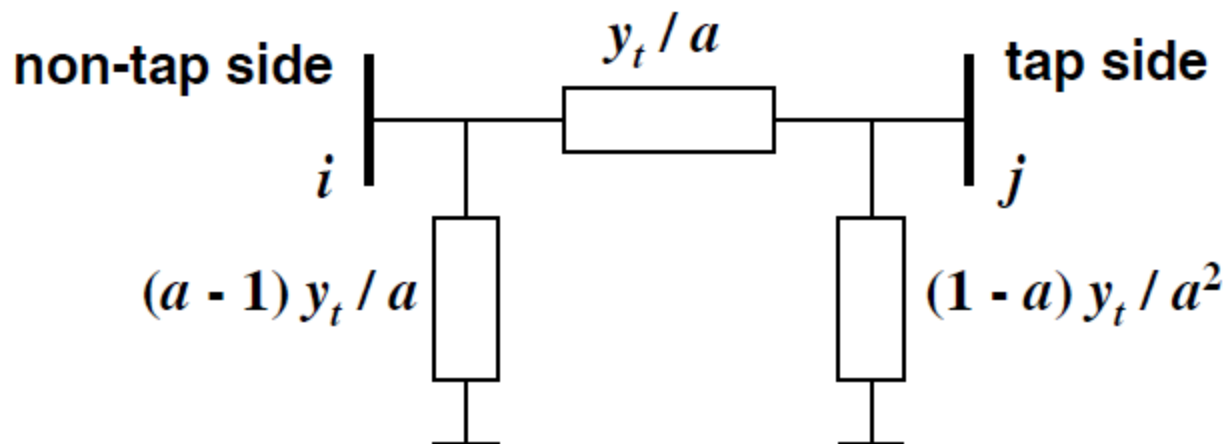 y_t / a
non-tap side
tap side
i
j
(a - 1) y_t / a
(1 - a) y_t / a²